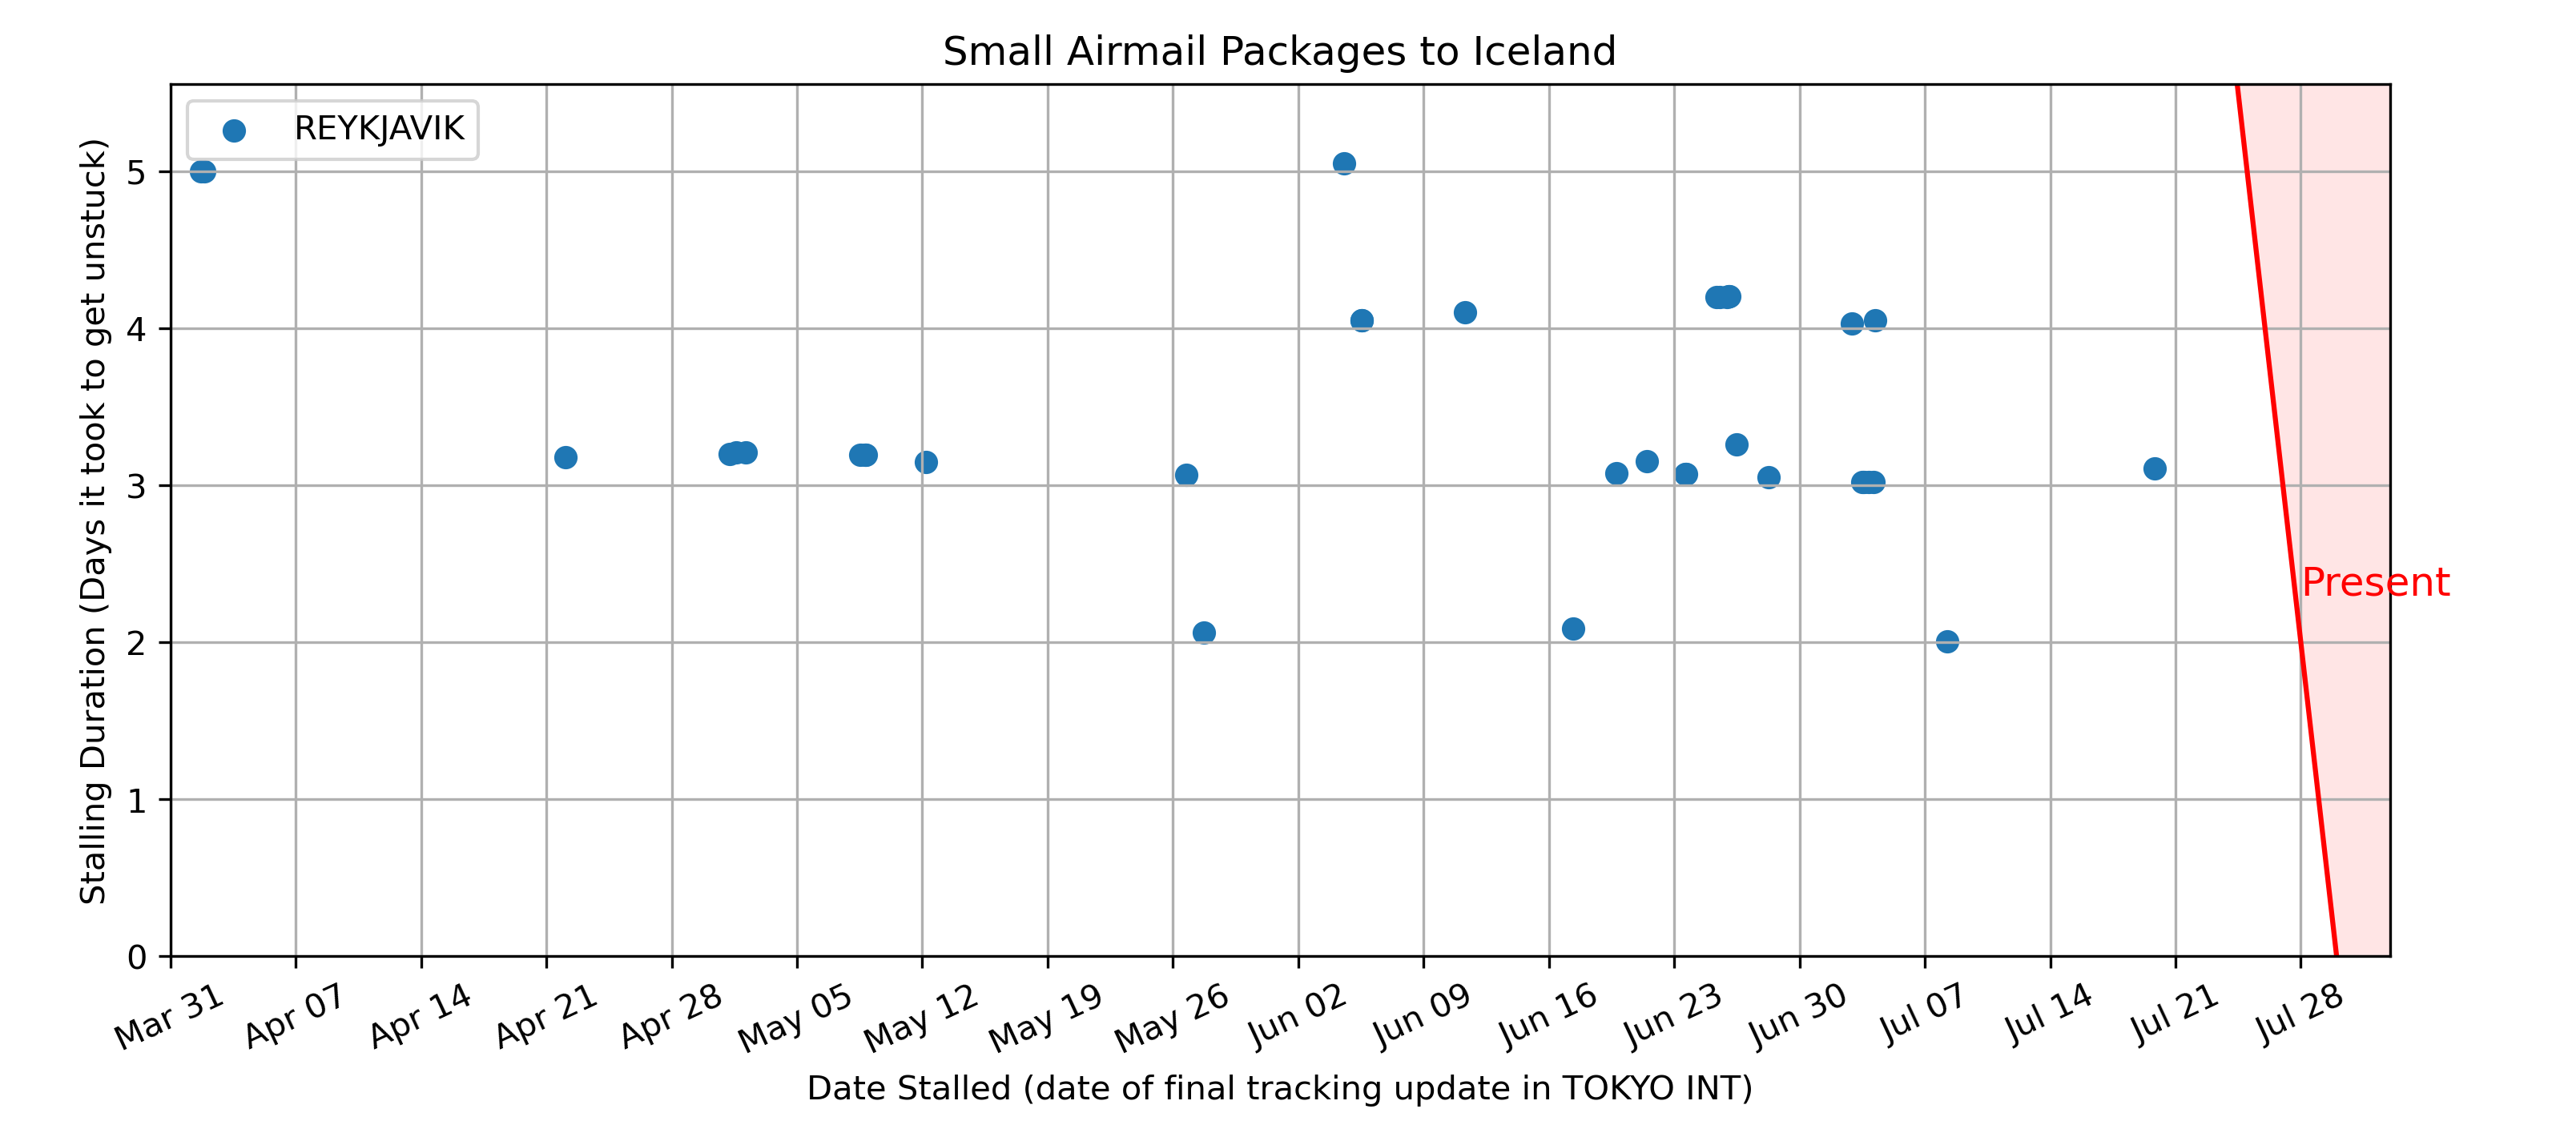 Small Airmail Packages to Iceland
REYKJAVIK
Stalling Duration (Days it took to get unstuck)
5
4
3
2
1
0
Present
Mar 31
Apr 07
Apr 14
Apr 21
Apr 28
May 05
May 12
May 19
May 26
Jun 02
Jun 09
Jun 16
Jun 23
Jun 30
Jul 07
Jul 14
Jul 21
Jul 28
Date Stalled (date of final tracking update in TOKYO INT)